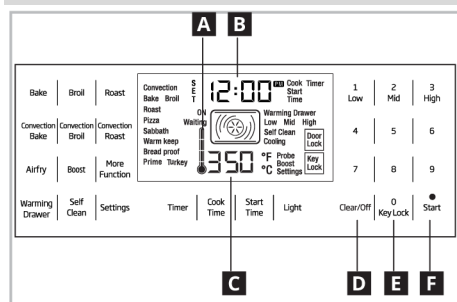 A B
Bake Broil Roast
Convection Bake Convection Broil Convection Roast
Airfry Boost More Function
Warming Drawer Self Clean Settings
Convection
Bake Broil
Roast
Pizza
Sabbath
Warm keep
Bread proof
Prime Turkey
SET
ON
Waiting
12:00 PM Cook Timer
Start
Time
Warming Drawer
Low Mid High
Self Clean
Cooling
Door Lock
350 °F °C
Probe
Boost
Settings
Key Lock
Timer Cook Time Start Time Light
1 Low 2 Mid 3 High
4 5 6
7 8 9
Clear/Off 0 Key Lock Start
C D E F